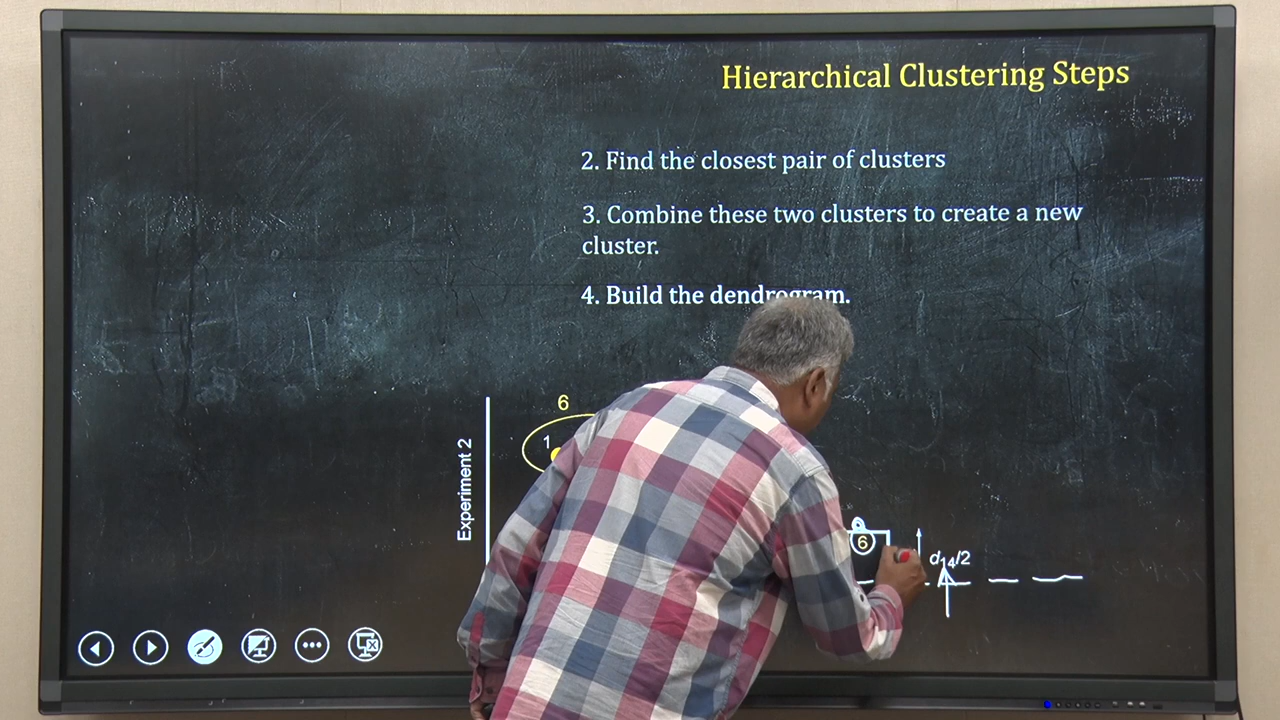 Hierarchical Clustering Steps
2. Find the closest pair of clusters
3. Combine these two clusters to create a new
cluster.
4. Build the dendrogram.
6
1
Experiment 2
6
d14/2